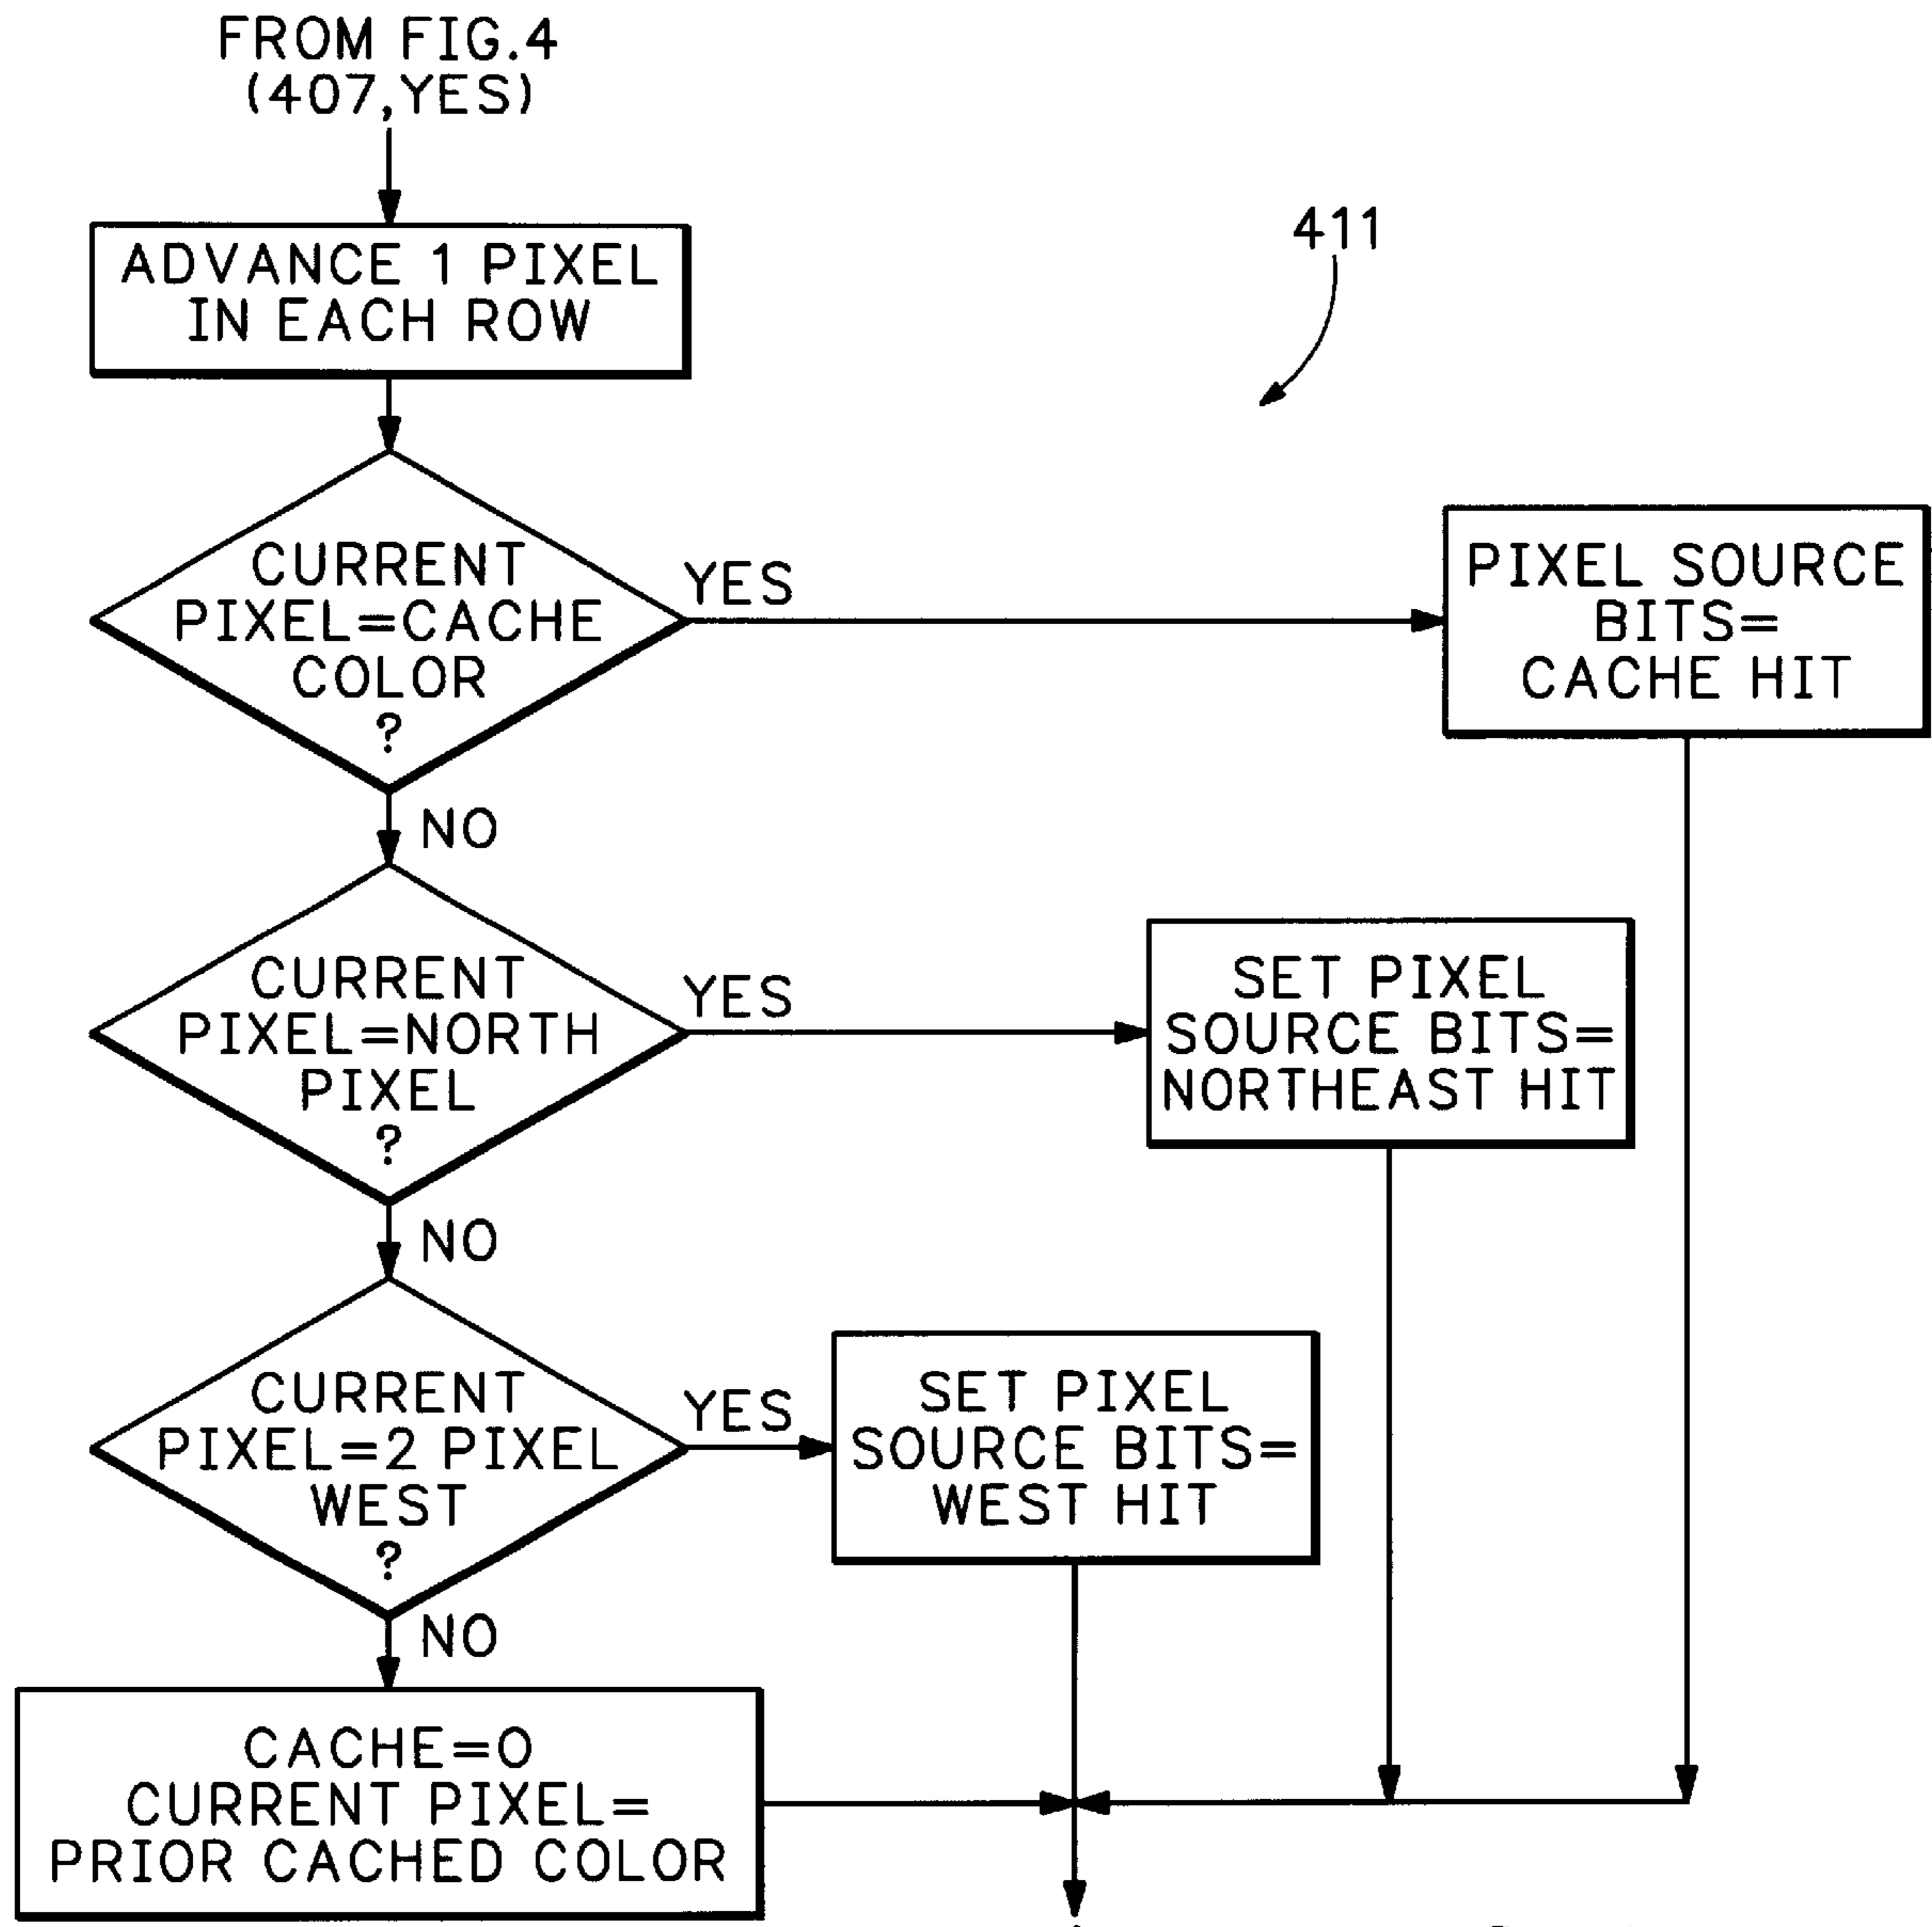 FROM FIG.4
(407,YES)
ADVANCE 1 PIXEL
IN EACH ROW
411
CURRENT
PIXEL=CACHE
COLOR
?
YES
PIXEL SOURCE
BITS=
CACHE HIT
NO
CURRENT
PIXEL=NORTH
PIXEL
?
YES
SET PIXEL
SOURCE BITS=
NORTHEAST HIT
NO
CURRENT
PIXEL=2 PIXEL
WEST
?
YES
SET PIXEL
SOURCE BITS=
WEST HIT
NO
CACHE=0
CURRENT PIXEL=
PRIOR CACHED COLOR